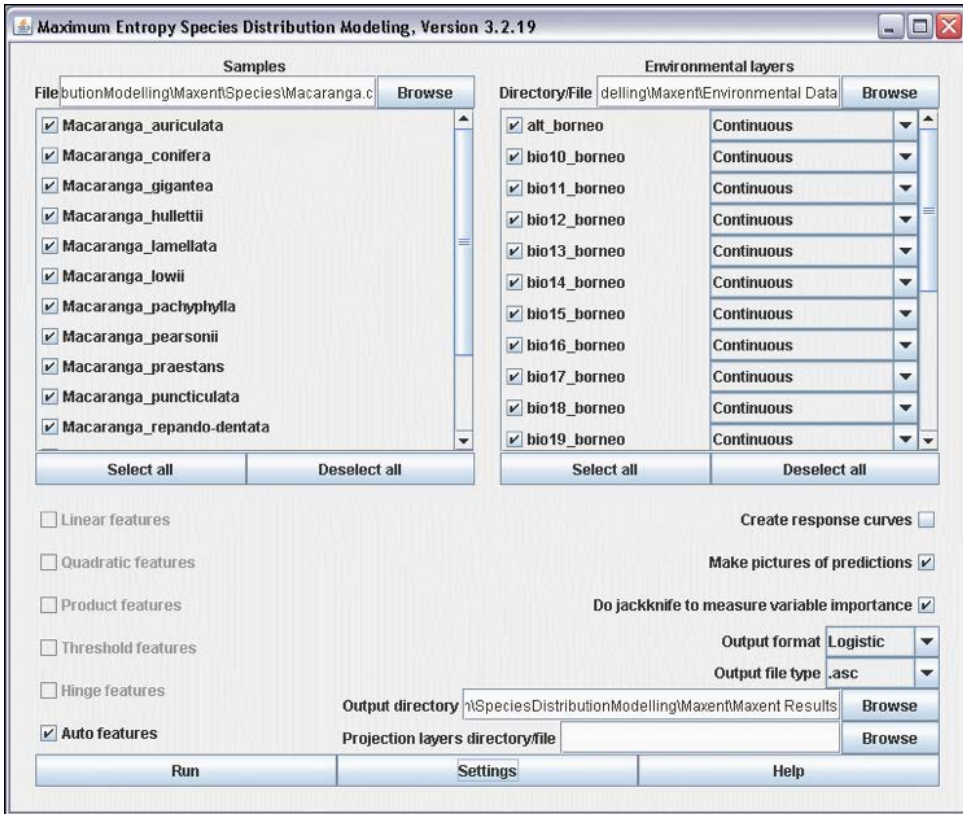 Maximum Entropy Species Distribution Modeling, Version 3.2.19
Samples
File butionModelling\Maxent\Species\Macaranga.c Browse
Macaranga_auriculata
Macaranga_conifera
Macaranga_gigantea
Macaranga_hullettii
Macaranga_lamellata
Macaranga_lowii
Macaranga_pachyphylla
Macaranga_pearsonii
Macaranga_praestans
Macaranga_puncticulata
Macaranga_repando-dentata
Select all Deselect all
Environmental layers
Directory/File delling\Maxent\Environmental Data Browse
alt_borneo Continuous
bio10_borneo Continuous
bio11_borneo Continuous
bio12_borneo Continuous
bio13_borneo Continuous
bio14_borneo Continuous
bio15_borneo Continuous
bio16_borneo Continuous
bio17_borneo Continuous
bio18_borneo Continuous
bio19_borneo Continuous
Select all Deselect all
Linear features
Quadratic features
Product features
Threshold features
Hinge features
Auto features
Create response curves
Make pictures of predictions
Do jackknife to measure variable importance
Output format Logistic
Output file type .asc
Output directory \SpeciesDistributionModelling\Maxent\Maxent Results Browse
Projection layers directory/file Browse
Run Settings Help